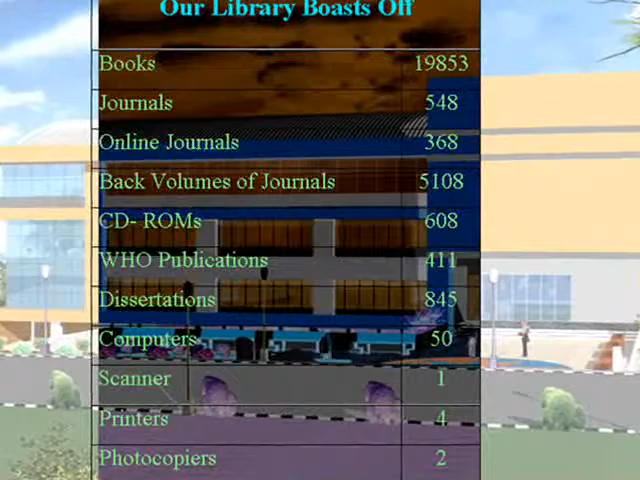 Our Library Boasts Off
Books 19853
Journals 548
Online Journals 368
Back Volumes of Journals 5108
CD- ROMs 608
WHO Publications 411
Dissertations 845
Computers 50
Scanner 1
Printers 4
Photocopiers 2